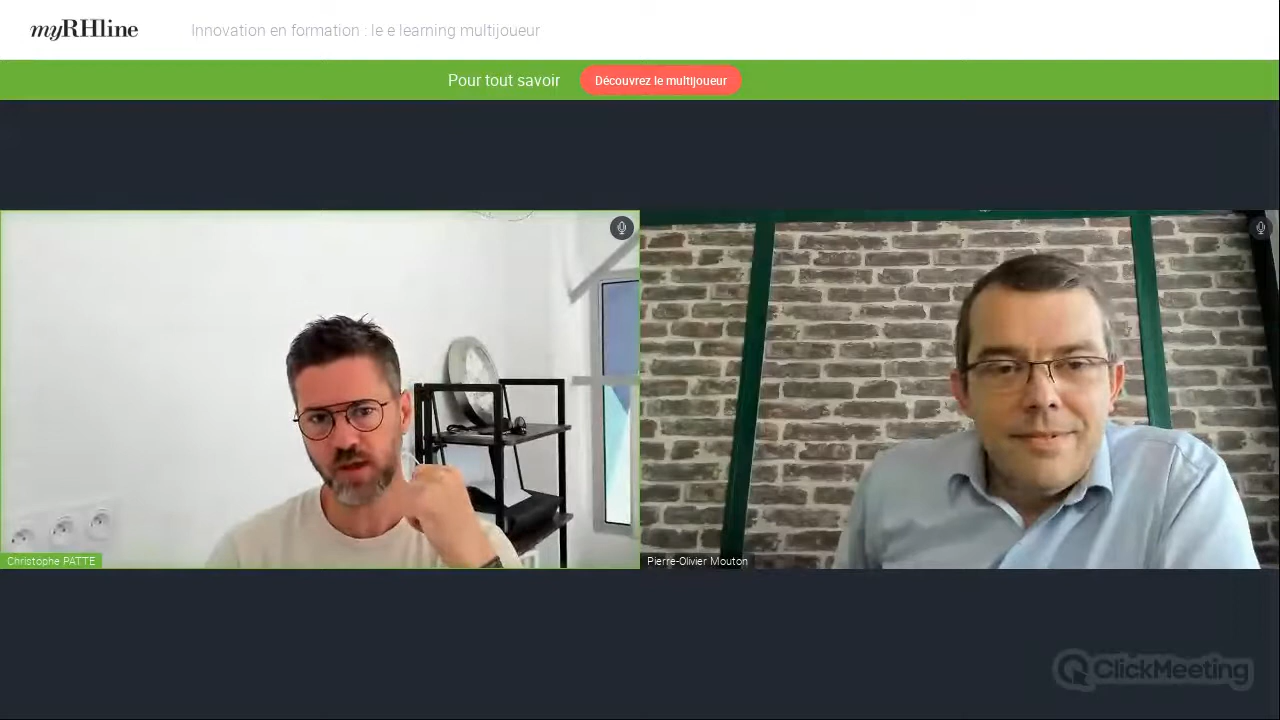 myRHline
Innovation en formation : le e learning multijoueur
Pour tout savoir
Découvrez le multijoueur
Christophe PATTE
Pierre-Olivier Mouton
ClickMeeting